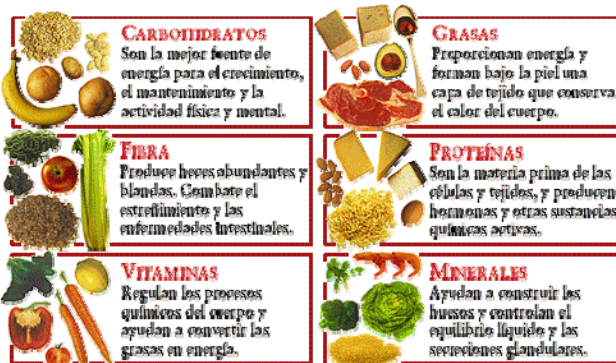 CARBOHIDRATOS
Son la mejor fuente de
energía para el crecimiento,
el mantenimiento y la
actividad física y mental.
GRASAS
Proporcionan energía y
forman bajo la piel una
capa de tejido que conserva
el calor del cuerpo.
FIBRA
Produce heces abundantes y
blandas. Combate el
estreñimiento y las
enfermedades intestinales.
PROTEÍNAS
Son la materia prima de las
células y tejidos, y producen
hormonas y otras sustancias
químicas activas.
VITAMINAS
Regulan los procesos
químicos del cuerpo y
ayudan a convertir las
grasas en energía.
MINERALES
Ayudan a construir los
huesos y controlan el
equilibrio líquido y las
secreciones glandulares.